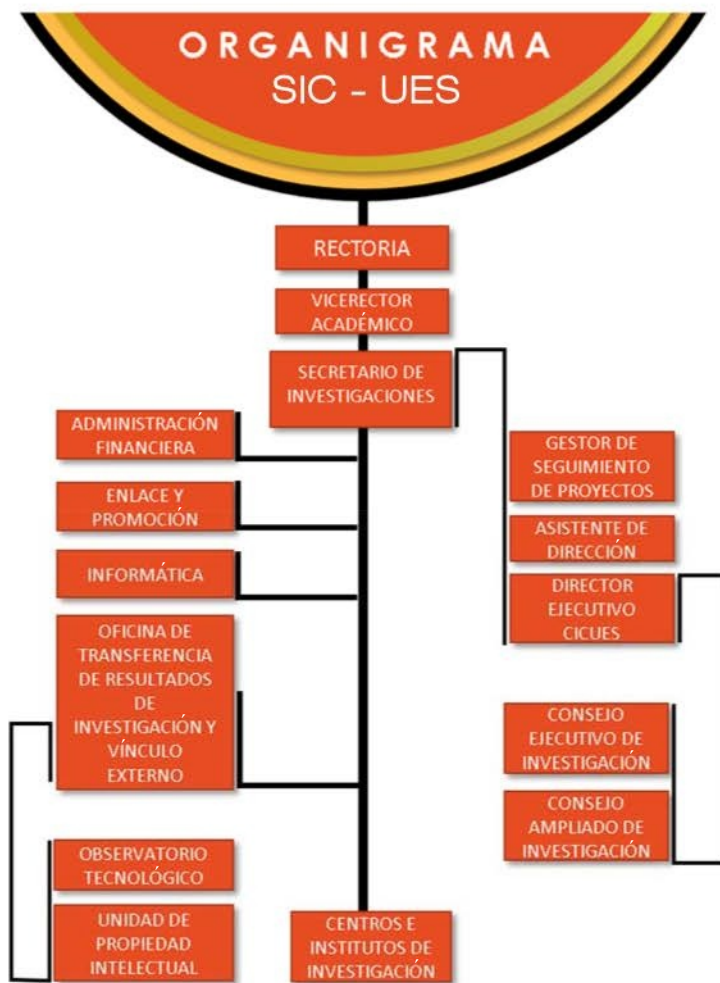 ORGANIGRAMA
SIC - UES
RECTORIA
VICERECTOR
ACADÉMICO
SECRETARIO DE
INVESTIGACIONES
ADMINISTRACIÓN
FINANCIERA
ENLACE Y
PROMOCIÓN
INFORMÁTICA
OFICINA DE
TRANSFERENCIA
DE RESULTADOS
DE
INVESTIGACIÓN Y
VÍNCULO
EXTERNO
OBSERVATORIO
TECNOLÓGICO
UNIDAD DE
PROPIEDAD
INTELECTUAL
GESTOR DE
SEGUIMIENTO
DE PROYECTOS
ASISTENTE DE
DIRECCIÓN
DIRECTOR
EJECUTIVO
CICUES
CONSEJO
EJECUTIVO DE
INVESTIGACIÓN
CONSEJO
AMPLIADO DE
INVESTIGACIÓN
CENTROS E
INSTITUTOS DE
INVESTIGACIÓN